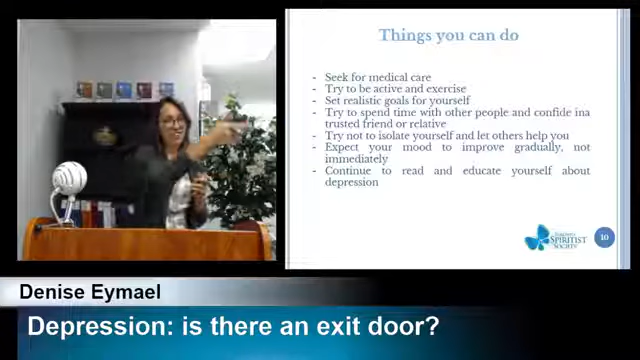 Things you can do
- Seek for medical care
- Try to be active and exercise
- Set realistic goals for yourself
- Try to spend time with other people and confide ina
trusted friend or relative
- Try not to isolate yourself and let others help you
- Expect your mood to improve gradually, not
immediately
- Continue to read and educate yourself about
depression
SPIRITIST
SOCIETY
10
Denise Eymael
Depression: is there an exit door?